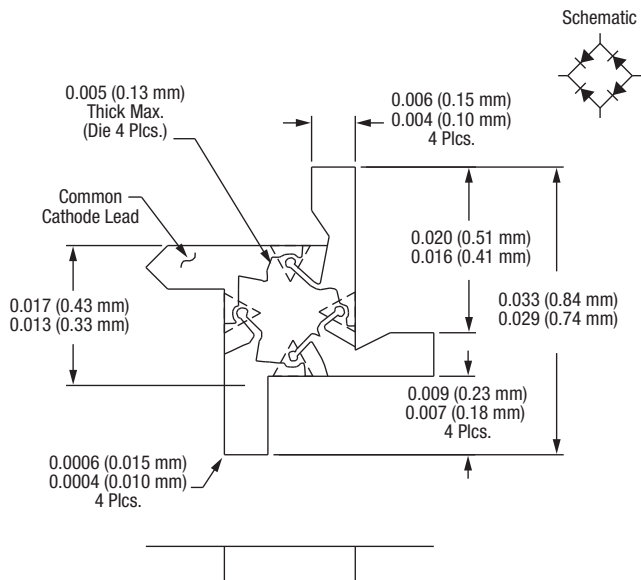 Schematic
0.005 (0.13 mm)
Thick Max.
(Die 4 Plcs.)
0.006 (0.15 mm)
0.004 (0.10 mm)
4 Plcs.
Common
Cathode Lead
0.020 (0.51 mm)
0.016 (0.41 mm)
0.017 (0.43 mm)
0.013 (0.33 mm)
0.033 (0.84 mm)
0.029 (0.74 mm)
0.009 (0.23 mm)
0.007 (0.18 mm)
4 Plcs.
0.0006 (0.015 mm)
0.0004 (0.010 mm)
4 Plcs.